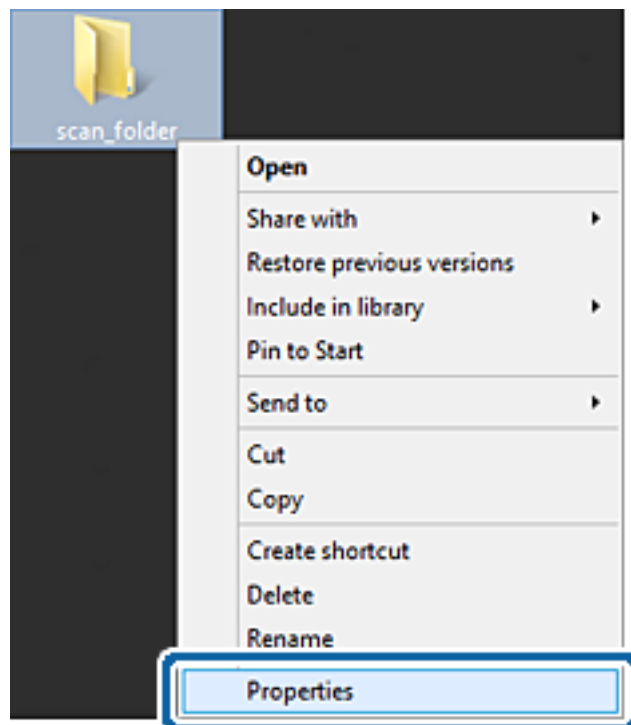 scan_folder
Open
Share with
Restore previous versions
Include in library
Pin to Start
Send to
Cut
Copy
Create shortcut
Delete
Rename
Properties